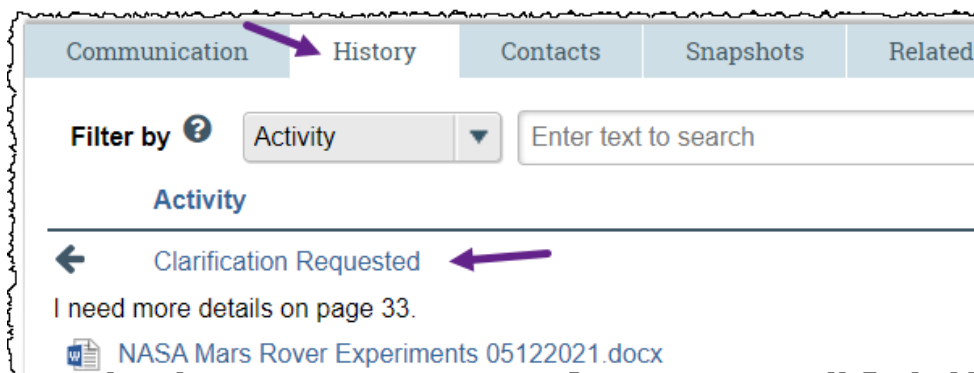 Communication History Contacts Snapshots Related
Filter by ? Activity Enter text to search
Activity
Clarification Requested
I need more details on page 33.
NASA Mars Rover Experiments 05122021.docx